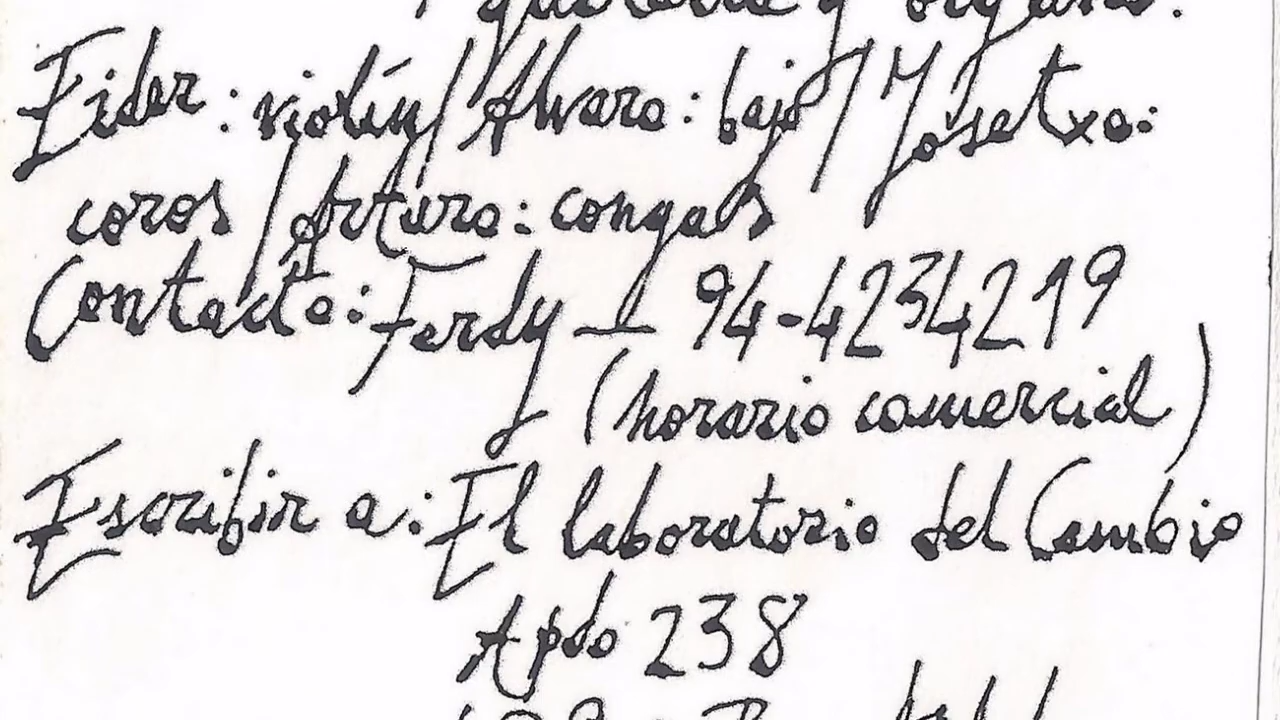 y órgano.
Eider: violín / Alvaro: bajo / Josetxo:
coros / Arturo: congas
Contacto: Ferdy — 94-4234219
(horario comercial)
Escribir a: El laboratorio del Cambio
Apdo 238